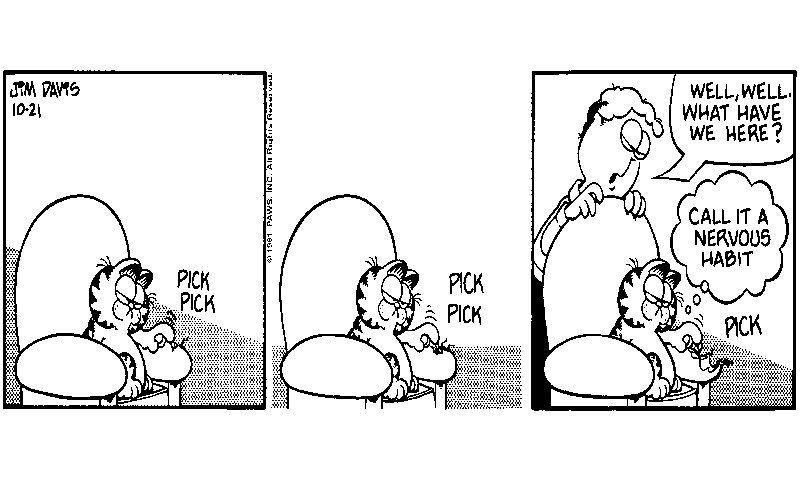 JIM DAVIS
10-21
PICK
PICK
© 1981 PAWS, INC. All Rights Reserved.
PICK
PICK
WELL, WELL.
WHAT HAVE
WE HERE?
CALL IT A
NERVOUS
HABIT
PICK